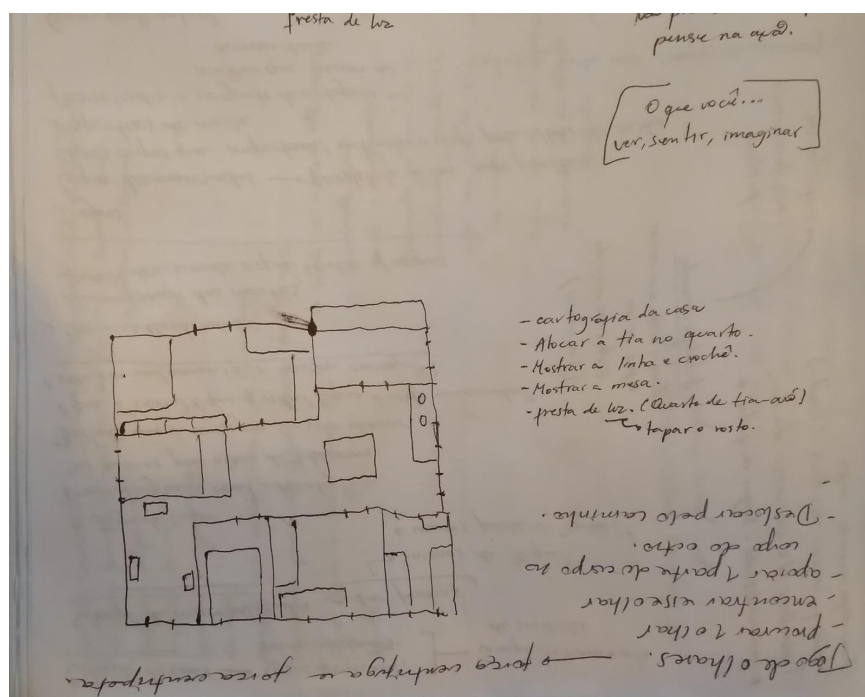 fresta de luz
pense na ação.
O que você...
ver, sentir, imaginar
- cartografia da casa
- Alocar a tia no quarto.
- Mostrar a linha e crochê.
- Mostrar a mesa.
- fresta de luz. (Quarto de tia-avó)
tapar o rosto.
Jogo de olhares. → força centrífuga e força centrípeta.
- procurar 1 olhar
- encontrar esse olhar
- apoiar 1 parte do corpo no
corpo do outro.
- Deslocar pelo caminho.
-